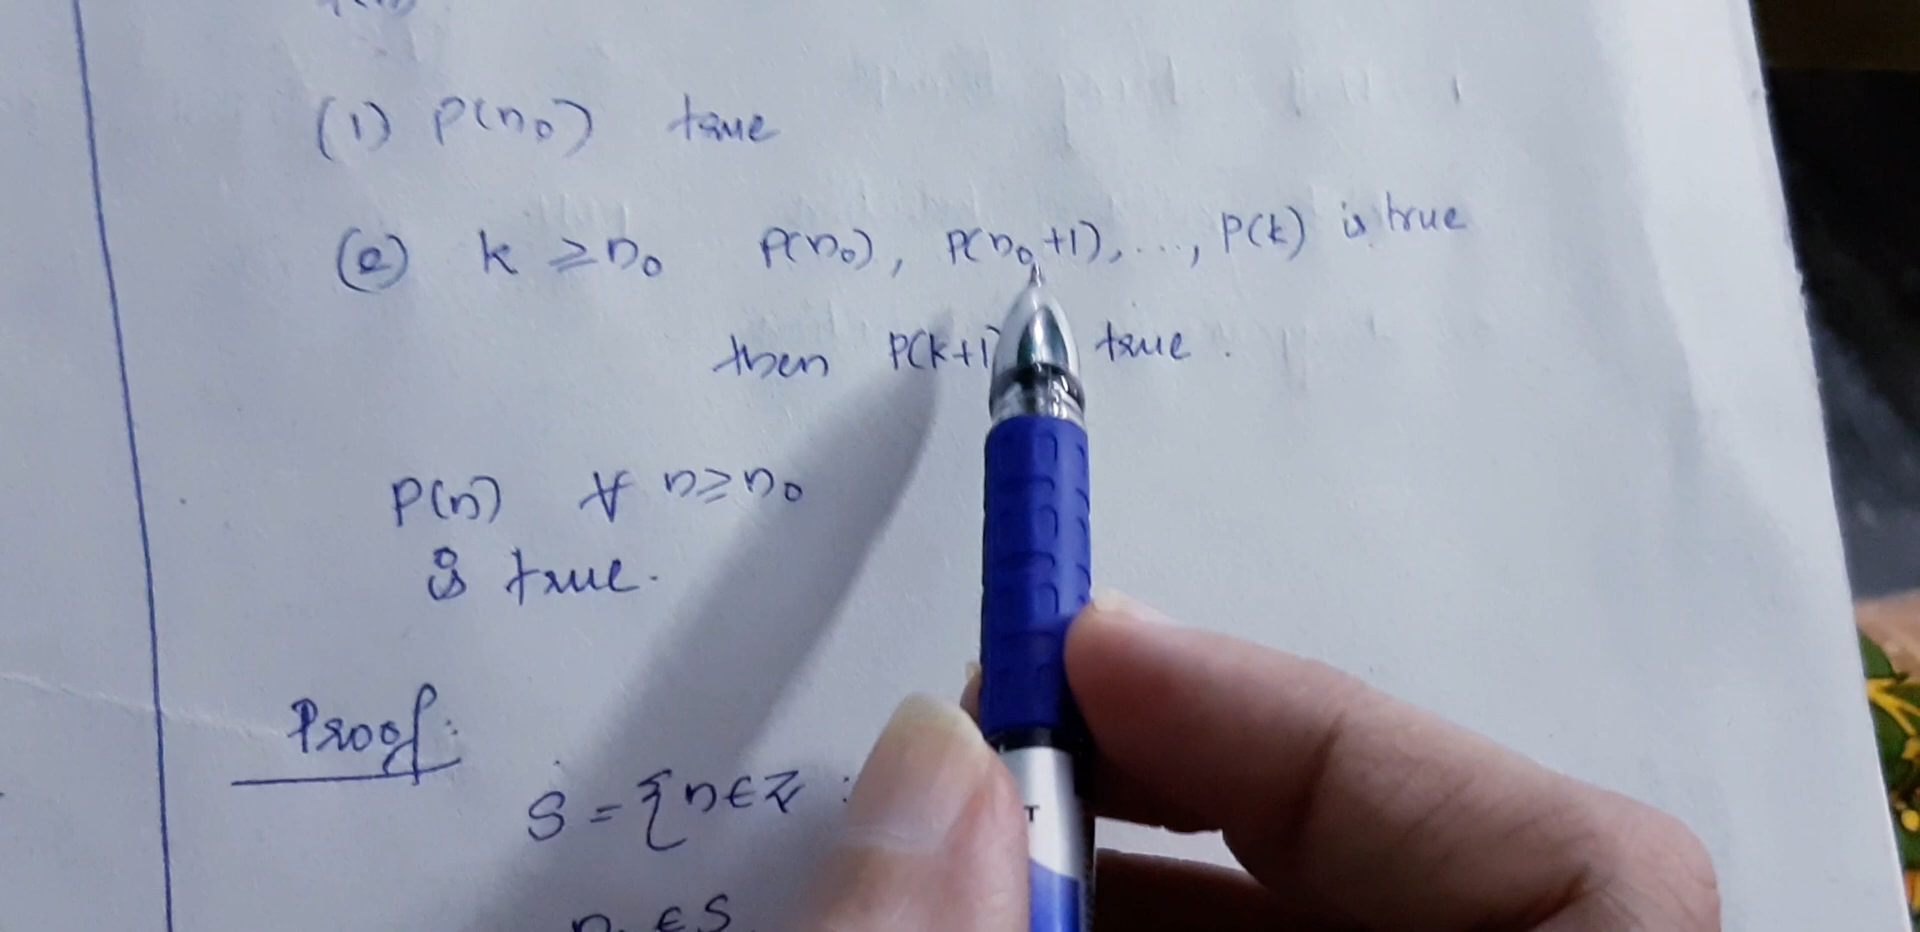 (1) P(n₀) true
(2) k ≥ n₀ P(n₀), P(n₀+1), ..., P(k) is true
then P(k+1) true.
P(n) ∀ n ≥ n₀
is true.
Proof:
S = {n ∈ ℤ :
∈ S
T